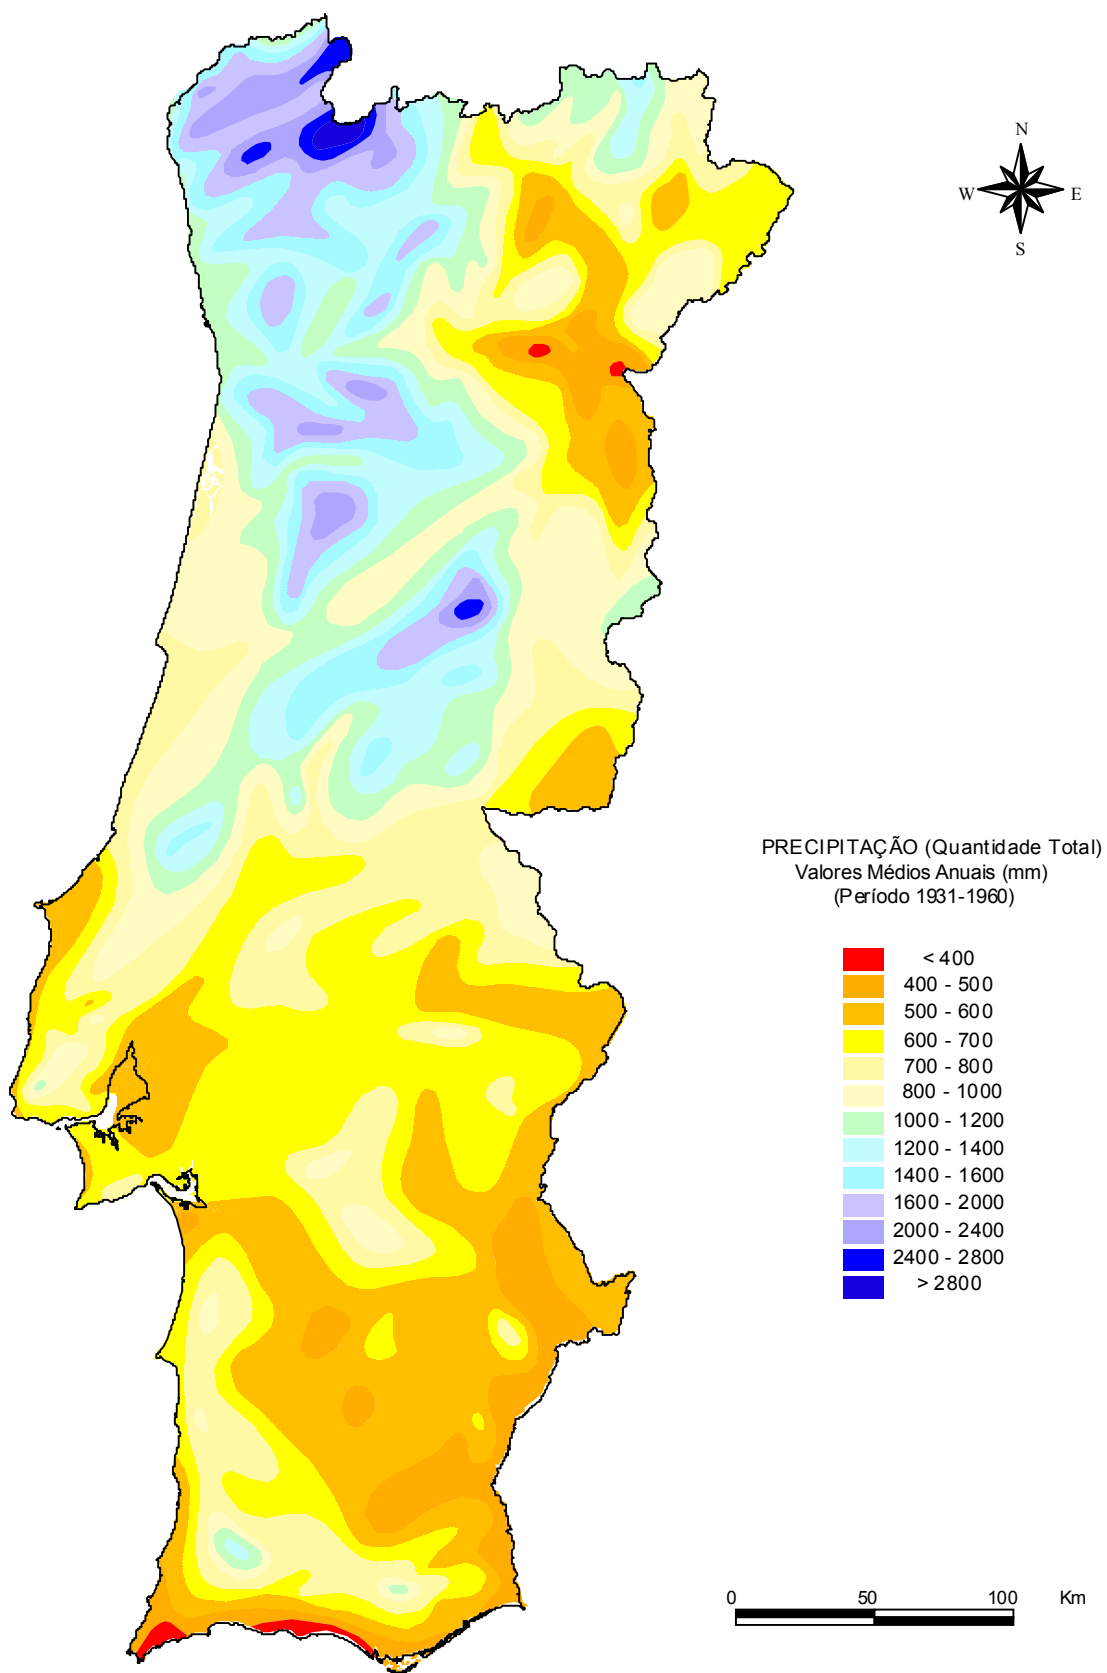 N
W E
S
PRECIPITAÇÃO (Quantidade Total)
Valores Médios Anuais (mm)
(Período 1931-1960)
< 400
400 - 500
500 - 600
600 - 700
700 - 800
800 - 1000
1000 - 1200
1200 - 1400
1400 - 1600
1600 - 2000
2000 - 2400
2400 - 2800
> 2800
0 50 100 Km